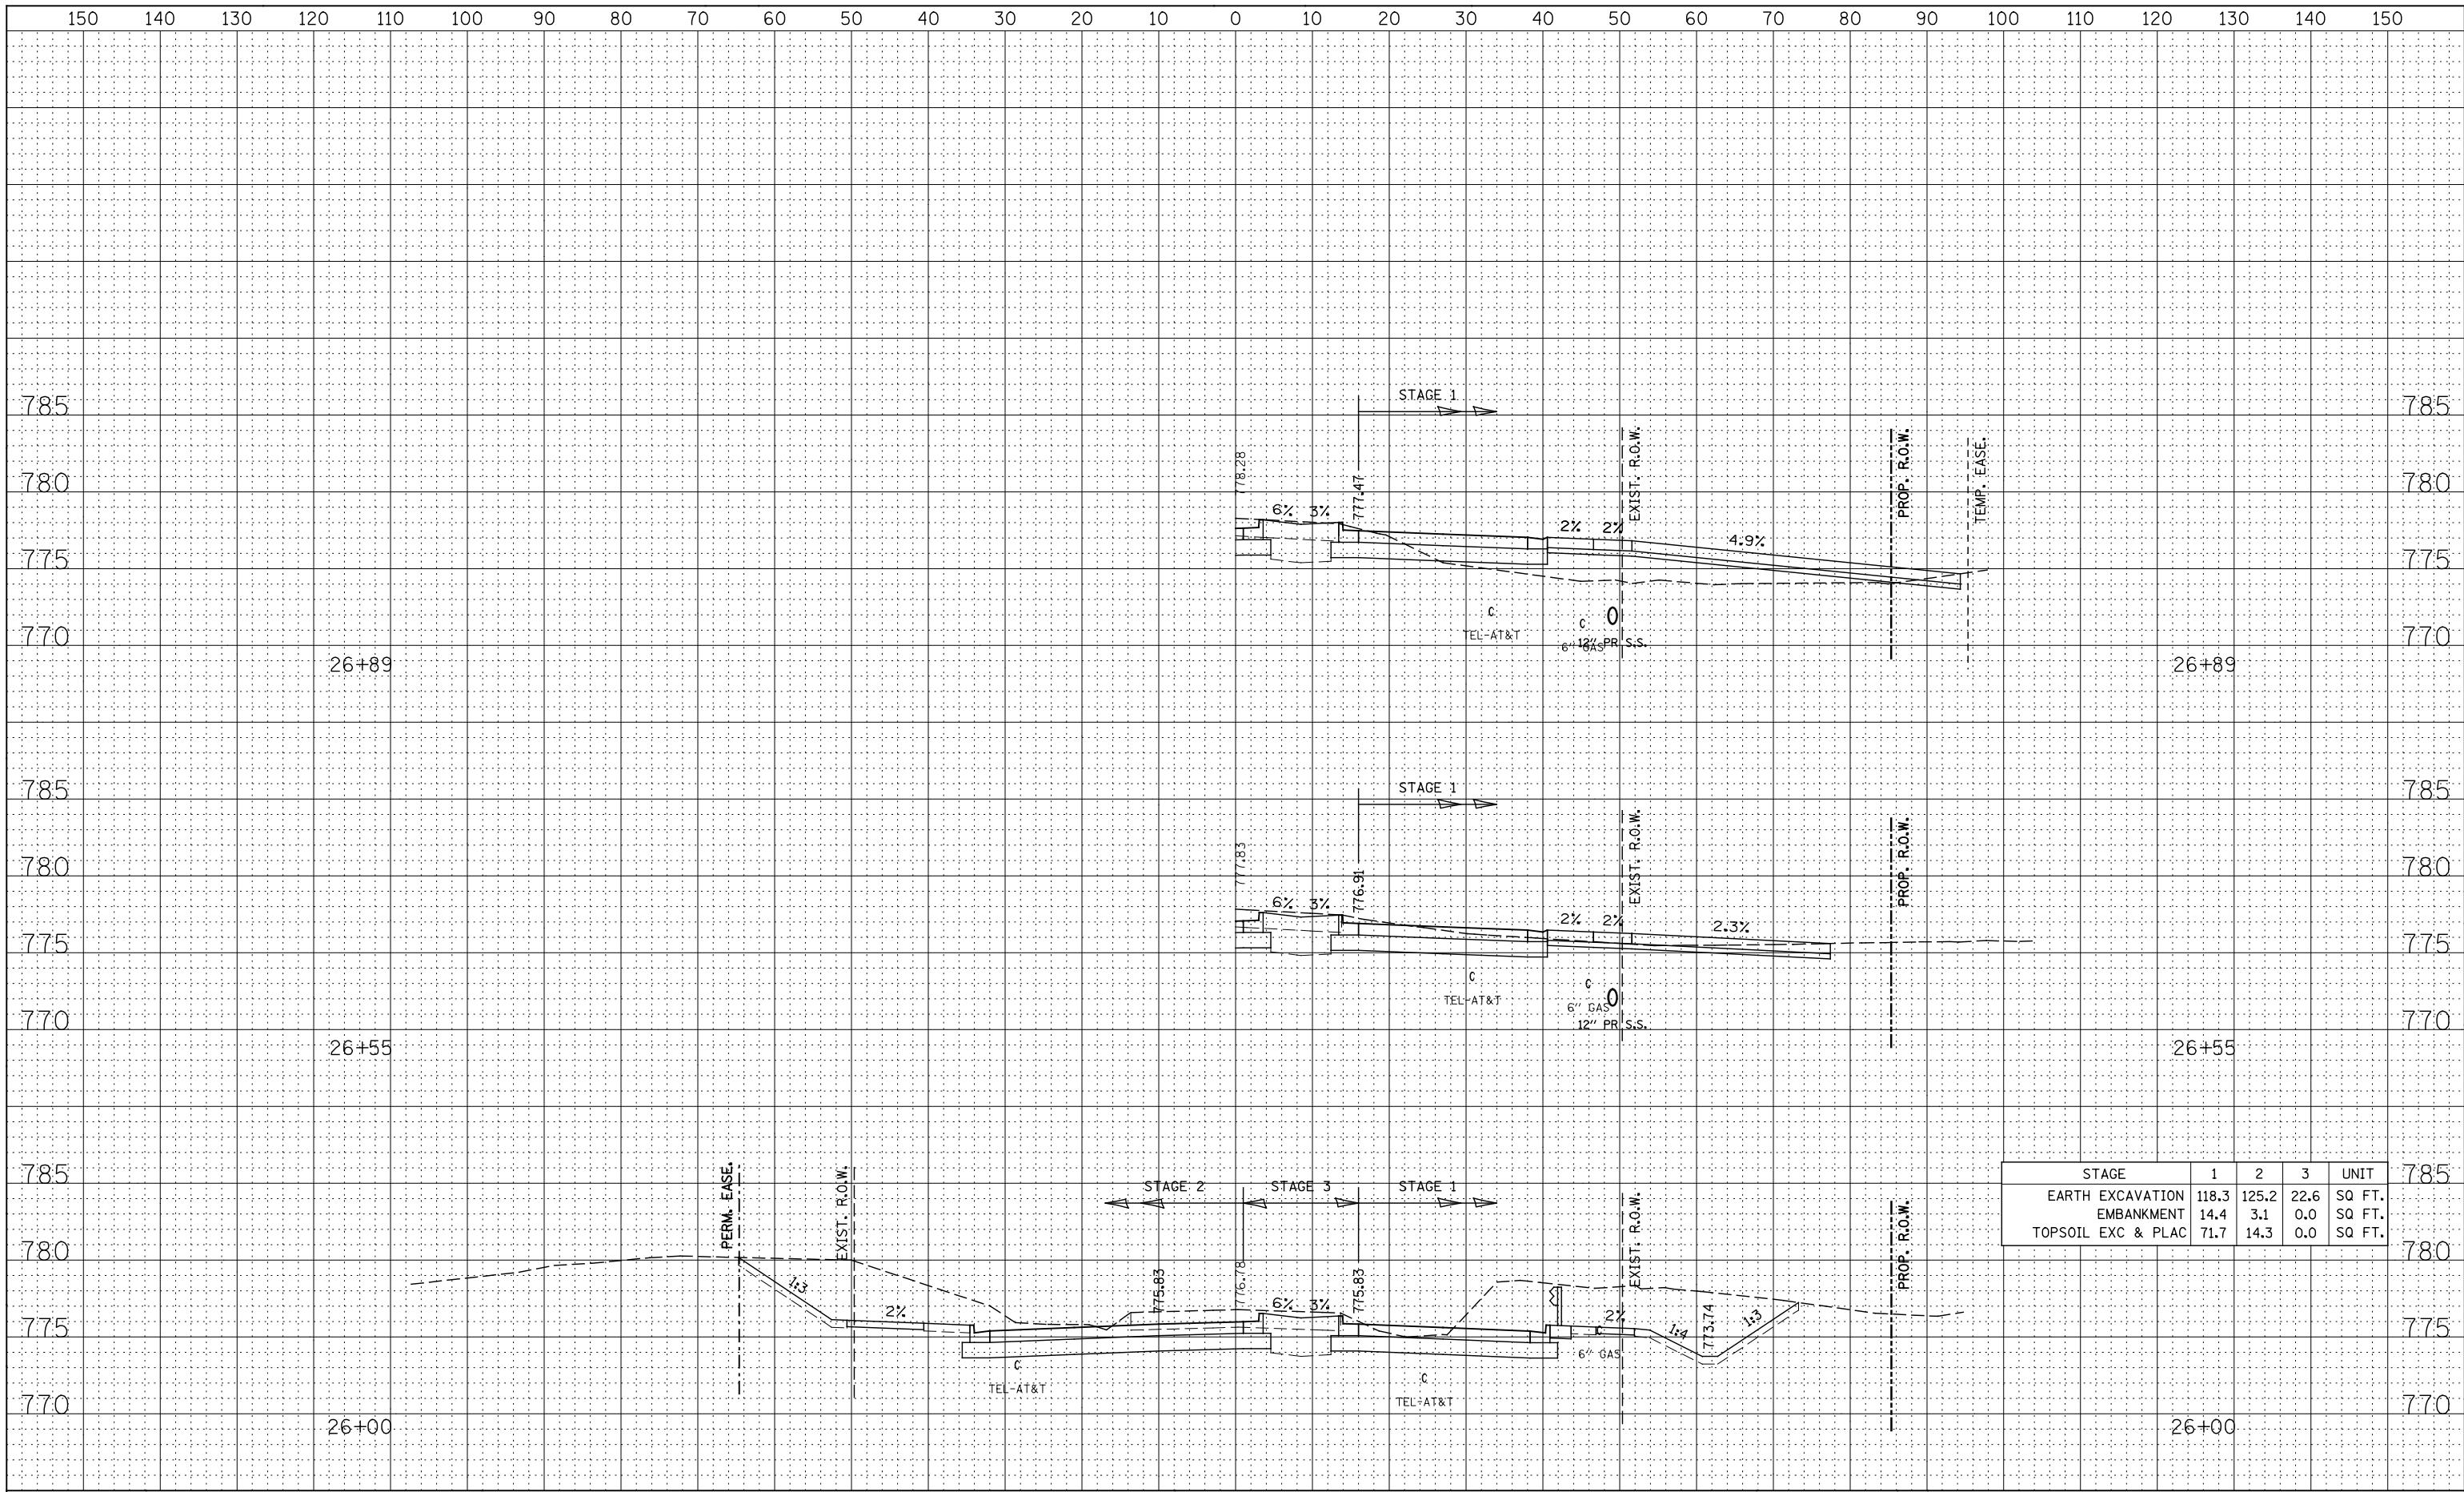 150 140 130 120 110 100 90 80 70 60 50 40 30 20 10 0 10 20 30 40 50 60 70 80 90 100 110 120 130 140 150
STAGE 1
785 785
778.28 777.47 EXIST. R.O.W. PROP. R.O.W. TEMP. EASE.
780 780
6% 3% 2% 2% 4.9%
775 775
TEL-AT&T
12" PR S.S.
6" GAS
770 770
26+89 26+89
STAGE 1
785 785
777.83 776.91 EXIST. R.O.W. PROP. R.O.W.
780 780
6% 3% 2% 2% 2.3%
775 775
TEL-AT&T
6" GAS
12" PR S.S.
770 770
26+55 26+55
785 785
STAGE 1 2 3 UNIT
EARTH EXCAVATION 118.3 125.2 22.6 SQ FT.
EMBANKMENT 14.4 3.1 0.0 SQ FT.
TOPSOIL EXC & PLAC 71.7 14.3 0.0 SQ FT.
STAGE 2 STAGE 3 STAGE 1
PERM. EASE. EXIST. R.O.W. EXIST. R.O.W. PROP. R.O.W.
780 780
775.83 776.78 775.83 773.74
1:3 2% 6% 3% 2% 1:4 1:3
775 775
6" GAS
TEL-AT&T
TEL-AT&T
770 770
26+00 26+00